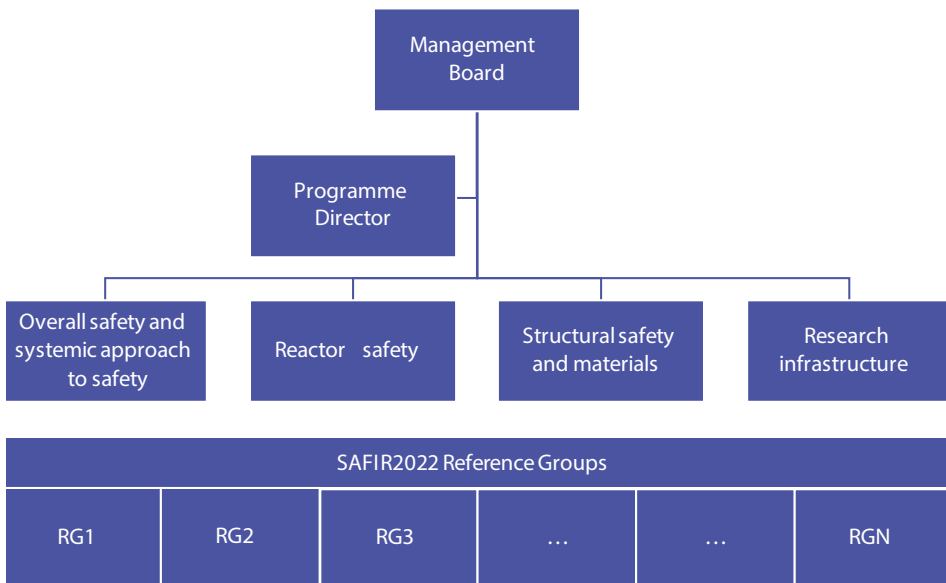 Management
Board
Programme
Director
Overall safety and
systemic approach
to safety
Reactor safety
Structural safety
and materials
Research
infrastructure
SAFIR2022 Reference Groups
RG1
RG2
RG3
...
...
RGN